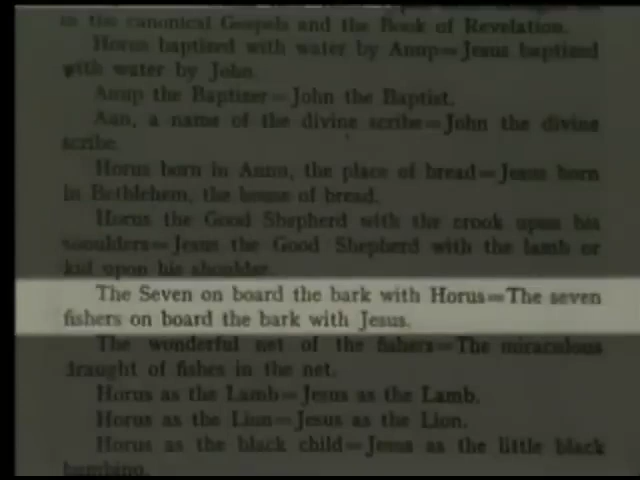 in the canonical Gospels and the Book of Revelation.
Horus baptized with water by Anup=Jesus baptized
with water by John.
Anup the Baptizer=John the Baptist.
Aan, a name of the divine scribe=John the divine
scribe.
Horus born in Annu, the place of bread=Jesus born
in Bethlehem, the house of bread.
Horus the Good Shepherd with the crook upon his
shoulders=Jesus the Good Shepherd with the lamb or
kid upon his shoulder.
The Seven on board the bark with Horus=The seven
fishers on board the bark with Jesus.
The wonderful net of the fishers=The miraculous
draught of fishes in the net.
Horus as the Lamb=Jesus as the Lamb.
Horus as the Lion=Jesus as the Lion.
Horus as the black child=Jesus as the little black
bambino.